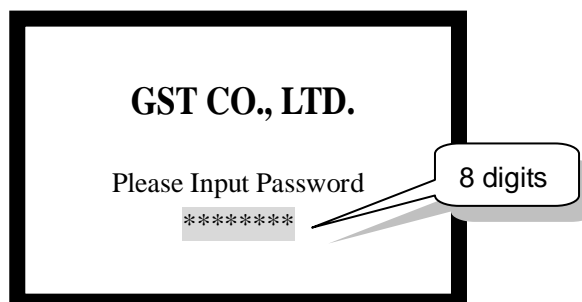 GST CO., LTD.
Please Input Password
********
8 digits